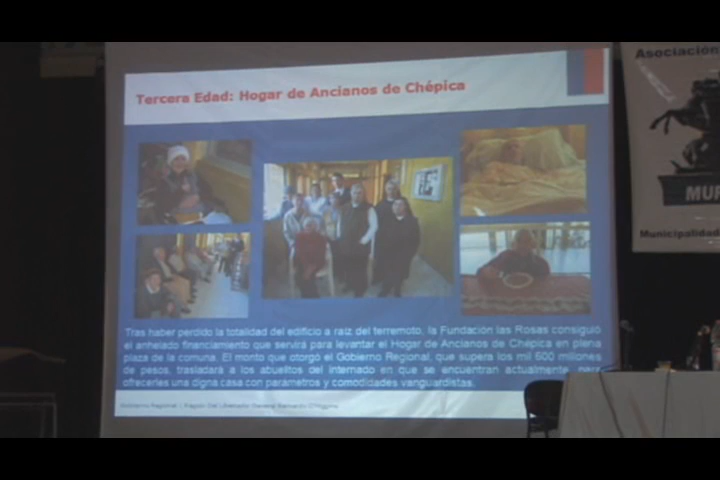 Tercera Edad: Hogar de Ancianos de Chépica
Asociación
MUR
Municipalidad
Tras haber perdido la totalidad del edificio a raíz del terremoto, la Fundación las Rosas consiguió
el anhelado financiamiento que servirá para levantar el Hogar de Ancianos de Chépica en plena
plaza de la comuna. El monto que otorgó el Gobierno Regional, que supera los mil 600 millones
de pesos, trasladará a los abuelitos del internado en que se encuentran actualmente, para
ofrecerles una digna casa con parámetros y comodidades vanguardistas.
Gobierno Regional | Región Del Libertador General Bernardo O'Higgins